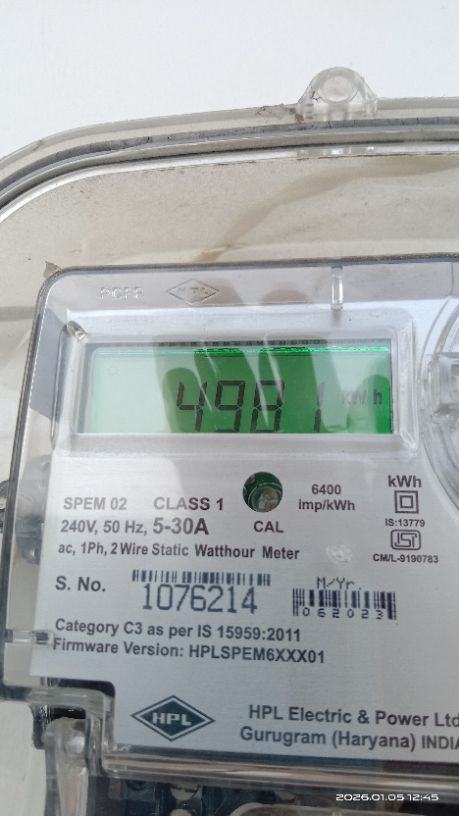 HPL
4981 kWh
SPEM 02 CLASS 1
240V, 50 Hz, 5-30A
ac, 1Ph, 2 Wire Static Watthour Meter
CAL
6400
imp/kWh
kWh
IS:13779
ISI
CM/L-9190783
S. No.
1076214
M/Yr.
062023
Category C3 as per IS 15959:2011
Firmware Version: HPLSPEM6XXX01
HPL
HPL Electric & Power Ltd
Gurugram (Haryana) INDIA
2026.01.05 12:45